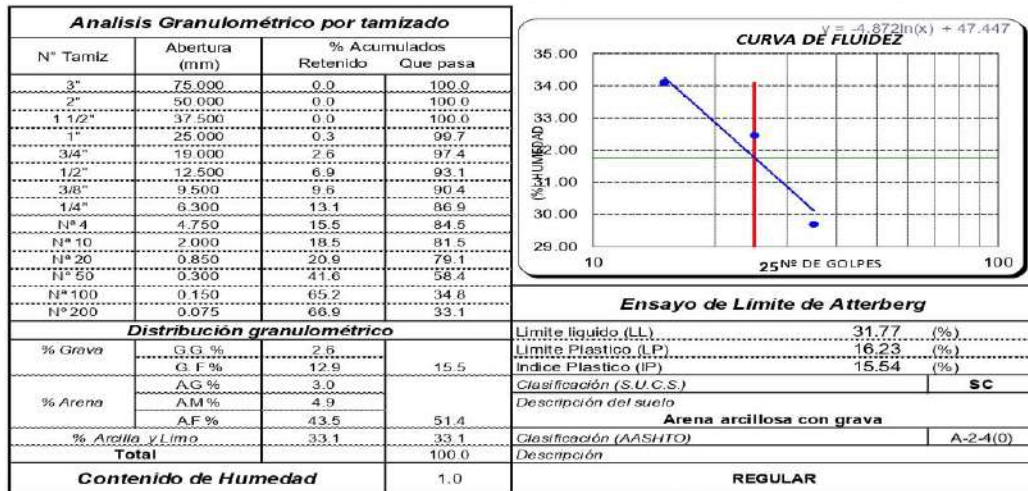 Analisis Granulométrico por tamizado
N° Tamiz Abertura (mm) % Acumulados
Retenido Que pasa
3" 75.000 0.0 100.0
2" 50.000 0.0 100.0
1 1/2" 37.500 0.0 100.0
1" 25.000 0.3 99.7
3/4" 19.000 2.6 97.4
1/2" 12.500 6.9 93.1
3/8" 9.500 9.6 90.4
1/4" 6.300 13.1 86.9
Nª 4 4.750 15.5 84.5
Nª 10 2.000 18.5 81.5
Nª 20 0.850 20.9 79.1
N° 50 0.300 41.6 58.4
Nª 100 0.150 65.2 34.8
N° 200 0.075 66.9 33.1
Distribución granulométrico
% Grava G.G. % 2.6
G. F % 12.9 15.5
% Arena A.G % 3.0
A.M % 4.9
A.F % 43.5 51.4
% Arcilla y Limo 33.1 33.1
Total 100.0
Contenido de Humedad 1.0
y = -4.872ln(x) + 47.447
CURVA DE FLUIDEZ
35.00
34.00
33.00
32.00
31.00
30.00
29.00
(%) HUMEDAD
10 25 Nº DE GOLPES 100
Ensayo de Límite de Atterberg
Limite liquido (LL) 31.77 (%)
Limite Plastico (LP) 16.23 (%)
Indice Plastico (IP) 15.54 (%)
Clasificación (S.U.C.S.) SC
Descripción del suelo
Arena arcillosa con grava
Clasificación (AASHTO) A-2-4(0)
Descripción
REGULAR